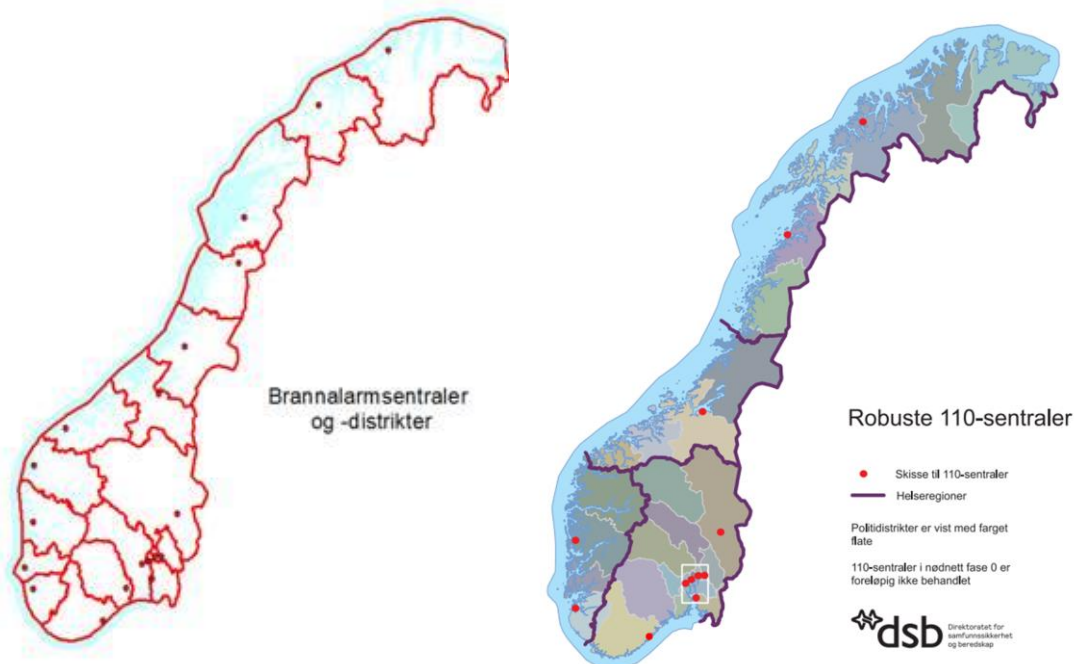 Brannalarmsentraler
og -distrikter
Robuste 110-sentraler
Skisse til 110-sentraler
Helseregioner
Politidistrikter er vist med farget
flate
110-sentraler i nødnett fase 0 er
foreløpig ikke behandlet
dsb
Direktoratet for
samfunnssikkerhet
og beredskap